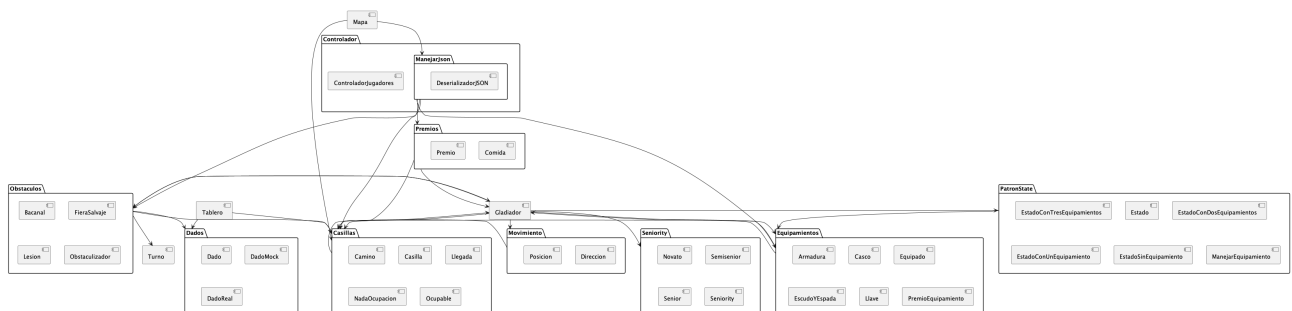 Mapa
Controlador
ManejarJson
ControladorJugadores
DeserializadorJSON
Premios
Premio
Comida
Obstaculos
Bacanal
FieraSalvaje
Lesion
Obstaculizador
Tablero
Turno
Gladiador
PatronState
EstadoConTresEquipamientos
Estado
EstadoConDosEquipamientos
EstadoConUnEquipamiento
EstadoSinEquipamiento
ManejarEquipamiento
Dados
Dado
DadoMock
DadoReal
Casillas
Camino
Casilla
Llegada
NadaOcupacion
Ocupable
Movimiento
Posicion
Direccion
Seniority
Novato
Semisenior
Senior
Seniority
Equipamientos
Armadura
Casco
Equipado
EscudoYEspada
Llave
PremioEquipamiento